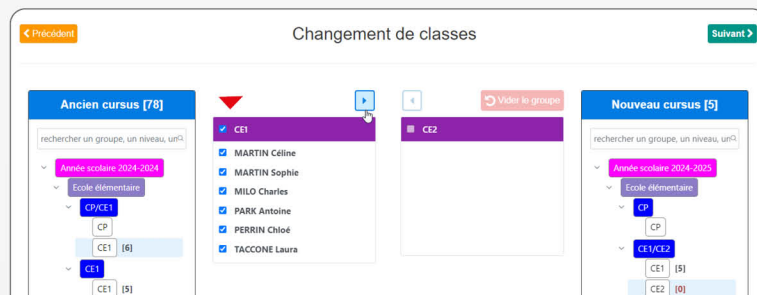 Précédent
Changement de classes
Suivant
Ancien cursus [78]
rechercher un groupe, un niveau, un
Année scolaire 2024-2024
Ecole élémentaire
CP/CE1
CP
CE1 [6]
CE1
CE1 [5]
CE1
MARTIN Céline
MARTIN Sophie
MILO Charles
PARK Antoine
PERRIN Chloé
TACCONE Laura
Vider le groupe
CE2
Nouveau cursus [5]
rechercher un groupe, un niveau, un
Année scolaire 2024-2025
Ecole élémentaire
CP
CP
CE1/CE2
CE1 [5]
CE2 [0]